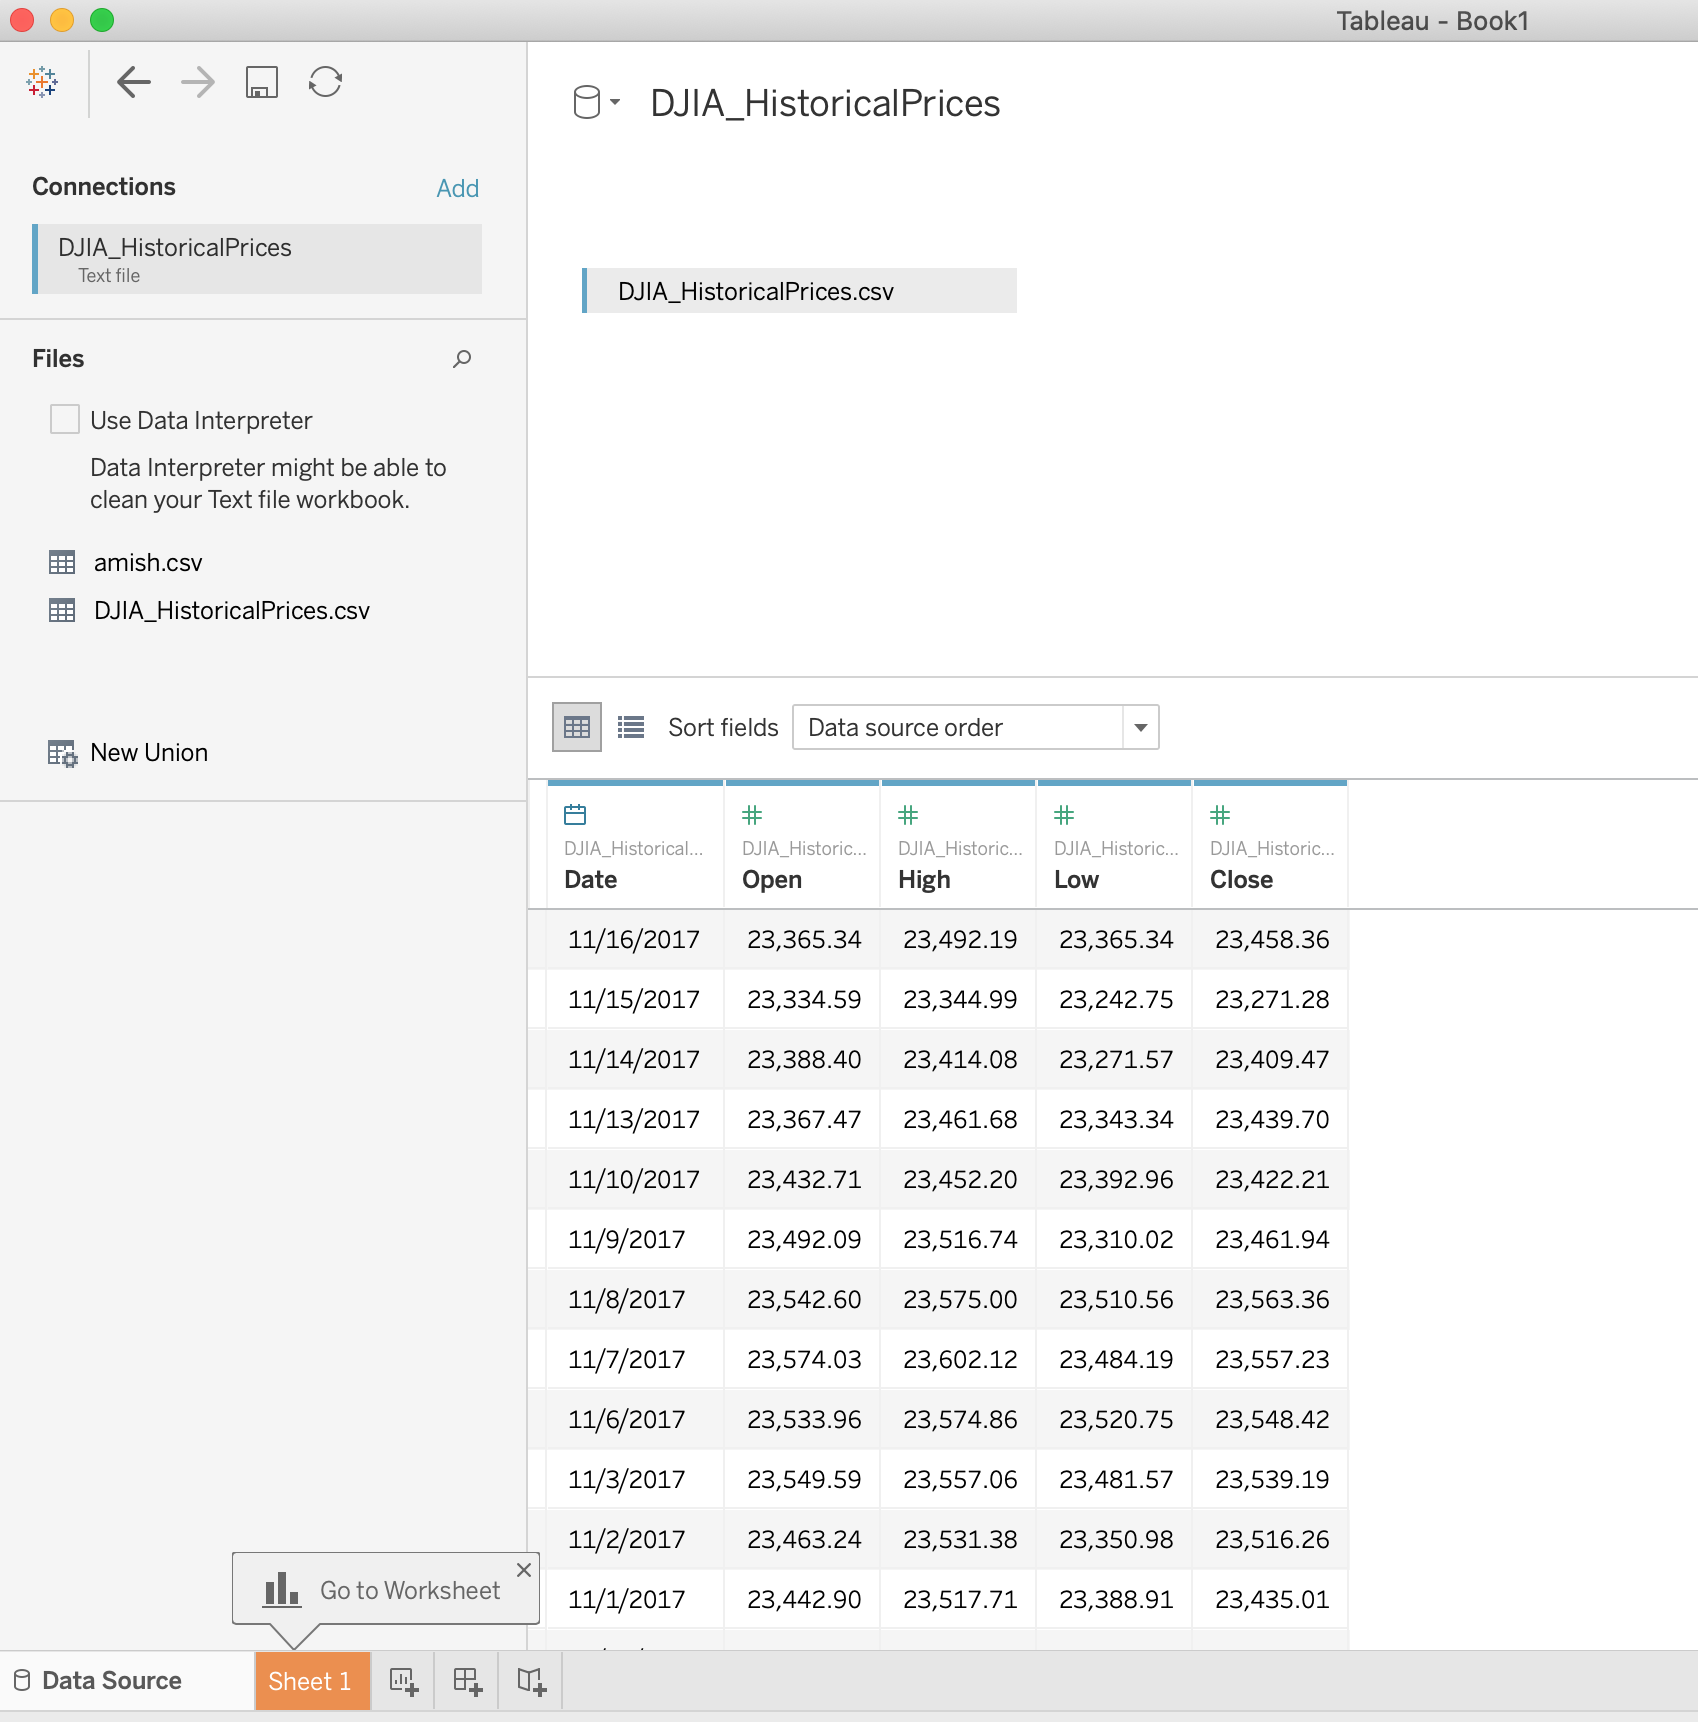 Tableau - Book1
DJIA_HistoricalPrices
Connections
Add
DJIA_HistoricalPrices
Text file
DJIA_HistoricalPrices.csv
Files
Use Data Interpreter
Data Interpreter might be able to
clean your Text file workbook.
amish.csv
DJIA_HistoricalPrices.csv
New Union
Sort fields Data source order
DJIA_Historical... DJIA_Historic... DJIA_Historic... DJIA_Historic... DJIA_Historic...
Date Open High Low Close
11/16/2017 23,365.34 23,492.19 23,365.34 23,458.36
11/15/2017 23,334.59 23,344.99 23,242.75 23,271.28
11/14/2017 23,388.40 23,414.08 23,271.57 23,409.47
11/13/2017 23,367.47 23,461.68 23,343.34 23,439.70
11/10/2017 23,432.71 23,452.20 23,392.96 23,422.21
11/9/2017 23,492.09 23,516.74 23,310.02 23,461.94
11/8/2017 23,542.60 23,575.00 23,510.56 23,563.36
11/7/2017 23,574.03 23,602.12 23,484.19 23,557.23
11/6/2017 23,533.96 23,574.86 23,520.75 23,548.42
11/3/2017 23,549.59 23,557.06 23,481.57 23,539.19
11/2/2017 23,463.24 23,531.38 23,350.98 23,516.26
11/1/2017 23,442.90 23,517.71 23,388.91 23,435.01
Go to Worksheet
Data Source Sheet 1